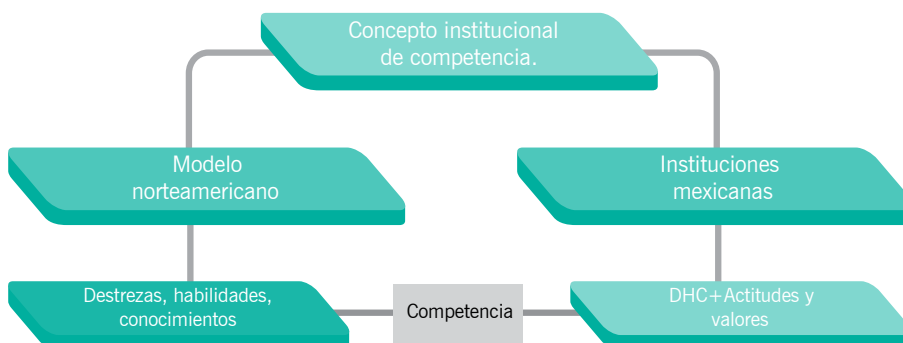 Concepto institucional
de competencia.
Modelo
norteamericano
Instituciones
mexicanas
Destrezas, habilidades,
conocimientos
Competencia
DHC+Actitudes y
valores